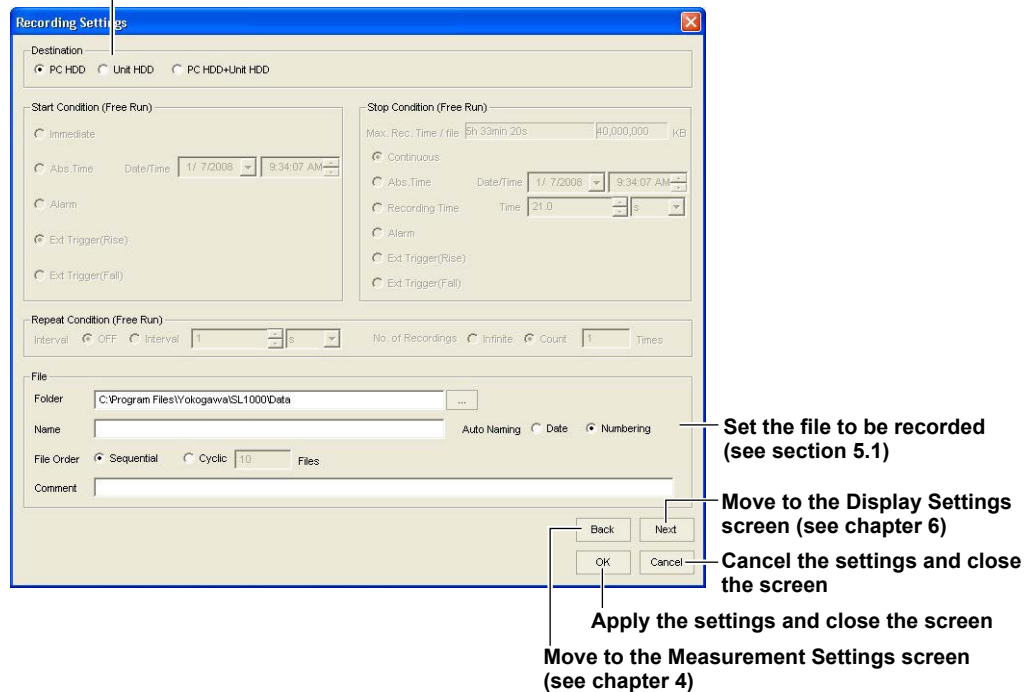 Recording Settings
Destination
PC HDD Unit HDD PC HDD+Unit HDD
Start Condition (Free Run)
Immediate
Abs.Time Date/Time 1/ 7/2008 9:34:07 AM
Alarm
Ext Trigger(Rise)
Ext Trigger(Fall)
Stop Condition (Free Run)
Max. Rec. Time / file 5h 33min 20s 40,000,000 KB
Continuous
Abs.Time Date/Time 1/ 7/2008 9:34:07 AM
Recording Time Time 21.0 s
Alarm
Ext Trigger(Rise)
Ext Trigger(Fall)
Repeat Condition (Free Run)
Interval OFF Interval 1 s No. of Recordings Infinite Count 1 Times
File
Folder C:\Program Files\Yokogawa\SL1000\Data ...
Name Auto Naming Date Numbering
File Order Sequential Cyclic 10 Files
Comment
Back Next
OK Cancel
Set the file to be recorded
(see section 5.1)
Move to the Display Settings
screen (see chapter 6)
Cancel the settings and close
the screen
Apply the settings and close the screen
Move to the Measurement Settings screen
(see chapter 4)